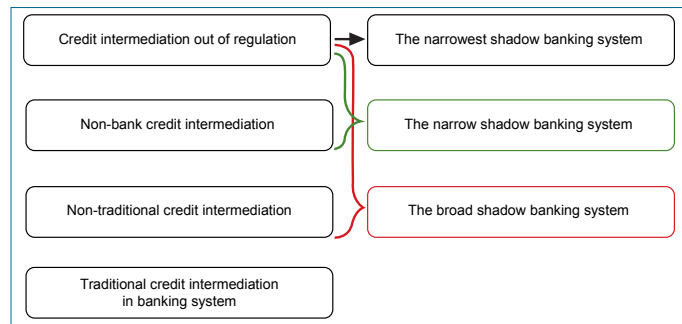 Credit intermediation out of regulation
The narrowest shadow banking system
Non-bank credit intermediation
The narrow shadow banking system
Non-traditional credit intermediation
The broad shadow banking system
Traditional credit intermediation
in banking system